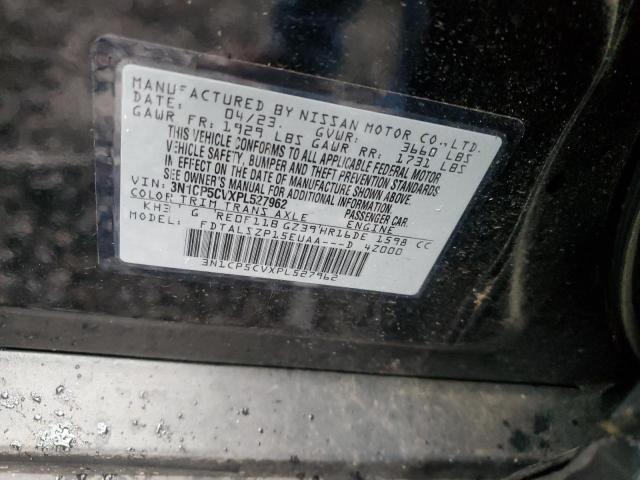 MANUFACTURED BY NISSAN MOTOR CO., LTD.
DATE: 04/23 GVWR: 3660 LBS
GAWR FR: 1929 LBS GAWR RR: 1731 LBS
THIS VEHICLE CONFORMS TO ALL APPLICABLE FEDERAL MOTOR
VEHICLE SAFETY, BUMPER AND THEFT PREVENTION STANDARDS
IN EFFECT ON THE DATE OF MANUFACTURE SHOWN ABOVE.
SEE OWNER'S MANUAL FOR ADDITIONAL INFORMATION.
VIN: 3N1CP5CVXPL527962 PASSENGER CAR.
COLOR TRIM TRANS AXLE ENGINE
KH3 G RE0F11B GZ39 HR16DE 1598 CC
MODEL: FDTALSZP15EUAA---D 4Z000
3N1CP5CVXPL527962